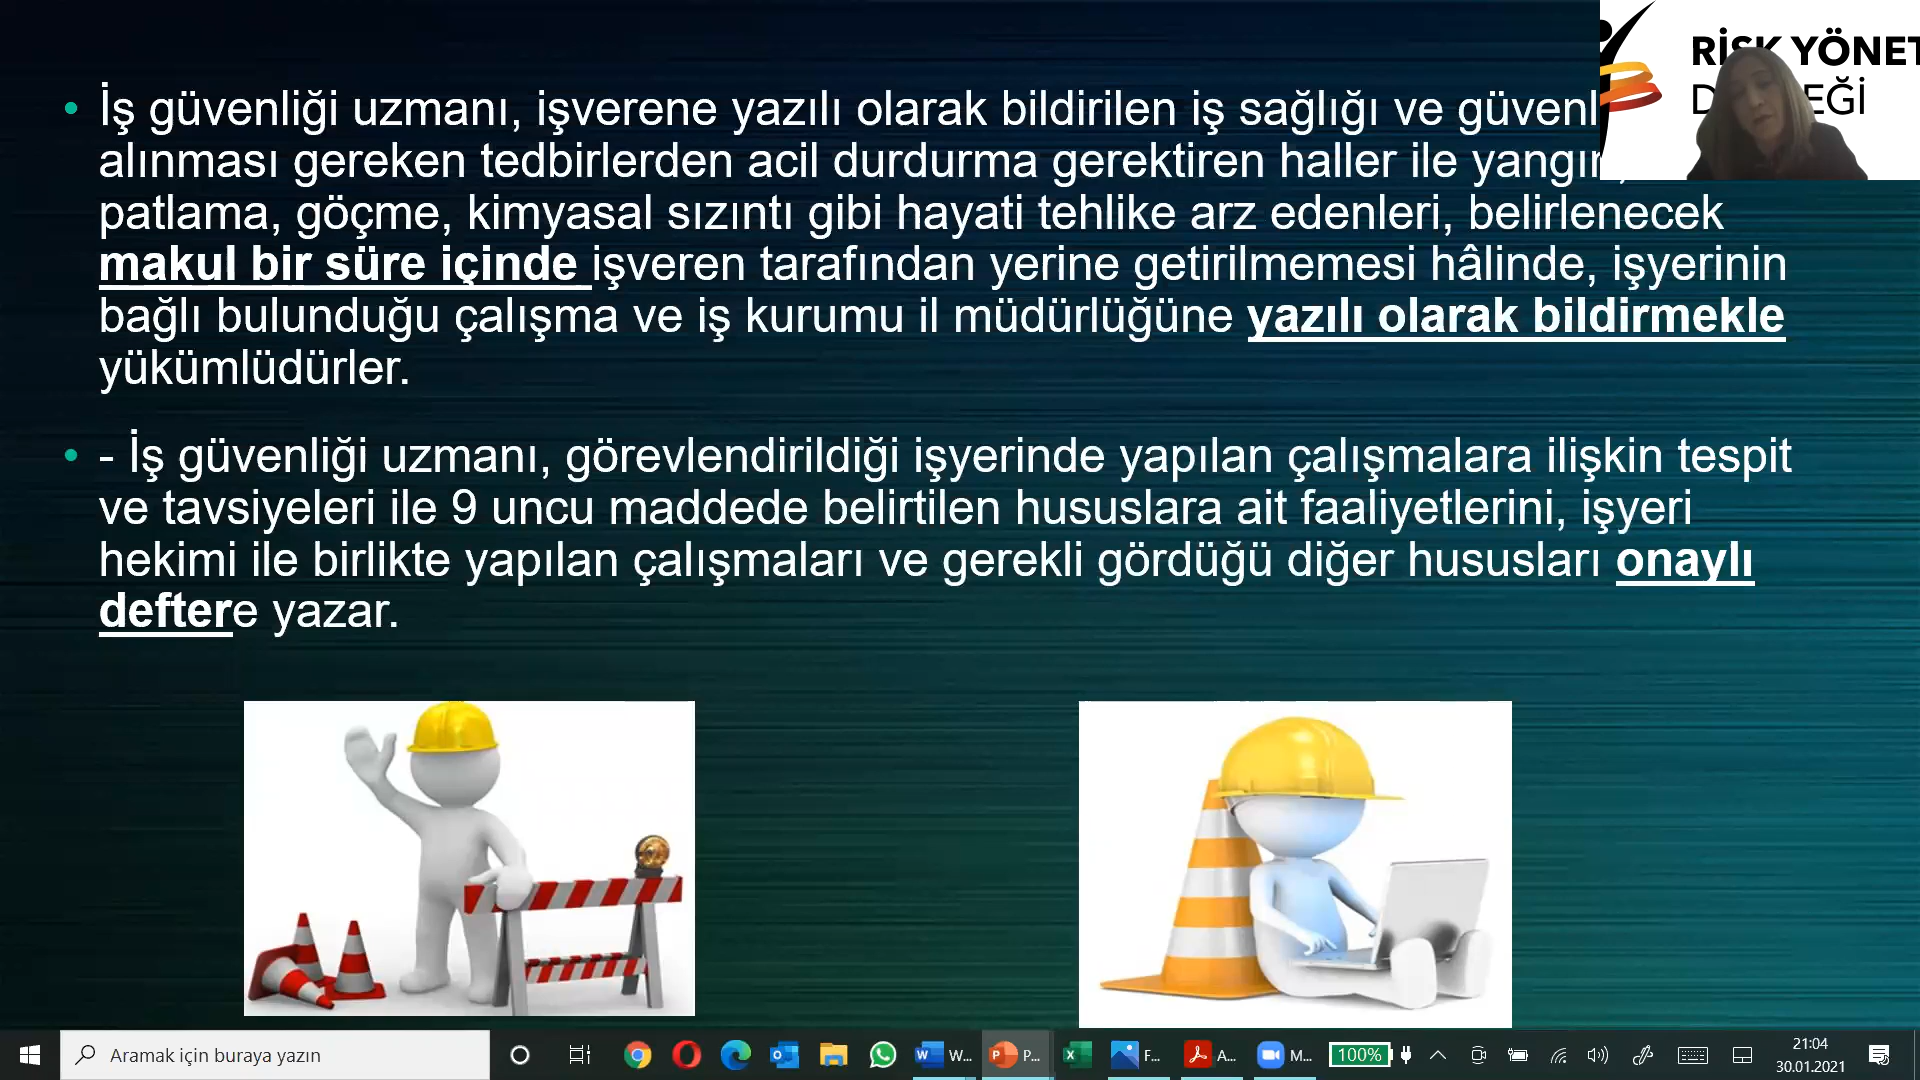 RİSK YÖNET
• İş güvenliği uzmanı, işverene yazılı olarak bildirilen iş sağlığı ve
alınması gereken tedbirlerden acil durdurma gerektiren haller ile
patlama, göçme, kimyasal sızıntı gibi hayati tehlike arz edenleri, belirlenecek
makul bir süre içinde işveren tarafından yerine getirilmemesi hâlinde, işyerinin
bağlı bulunduğu çalışma ve iş kurumu il müdürlüğüne yazılı olarak bildirmekle
yükümlüdürler.
• - İş güvenliği uzmanı, görevlendirildiği işyerinde yapılan çalışmalara ilişkin tespit
ve tavsiyeleri ile 9 uncu maddede belirtilen hususlara ait faaliyetlerini, işyeri
hekimi ile birlikte yapılan çalışmaları ve gerekli gördüğü diğer hususları onaylı
deftere yazar.
Aramak için buraya yazın
W...
P...
F...
A...
M...
100%
21:04
30.01.2021